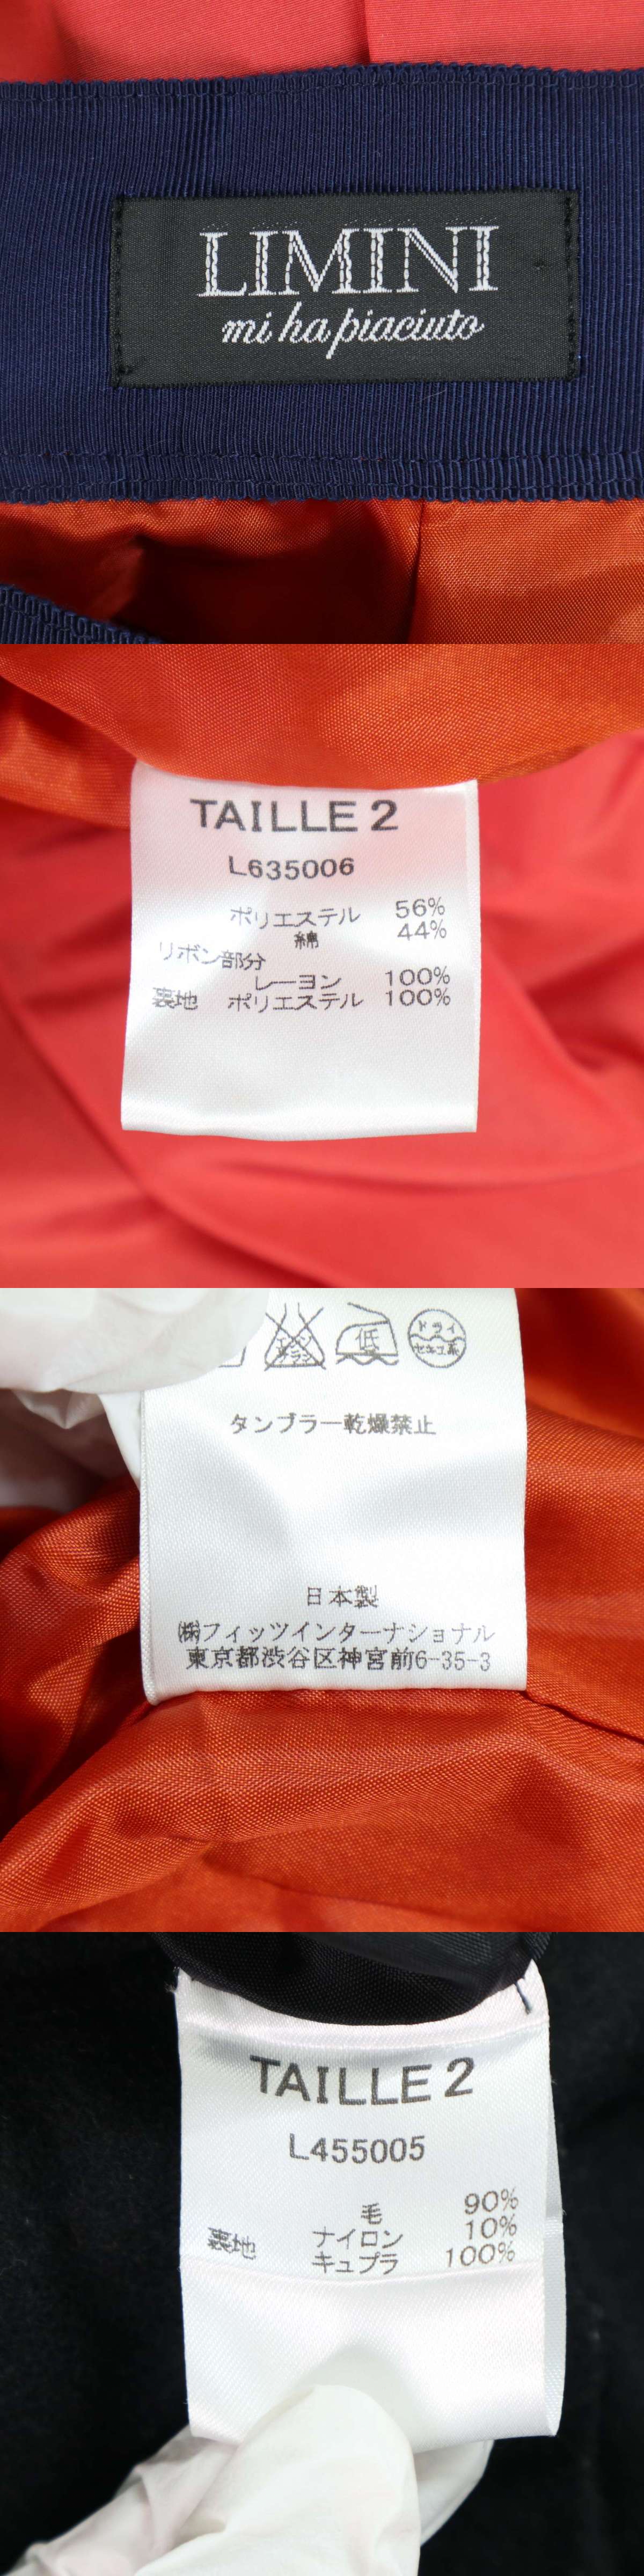 LIMINI
mi ha piaciuto
TAILLE 2
L635006
ポリエステル 56%
綿 44%
リボン部分
レーヨン 100%
裏地 ポリエステル 100%
低
ドライ
セキユ系
タンブラー乾燥禁止
日本製
㈱フィッツインターナショナル
東京都渋谷区神宮前6-35-3
TAILLE 2
L455005
毛 90%
ナイロン 10%
裏地 キュプラ 100%